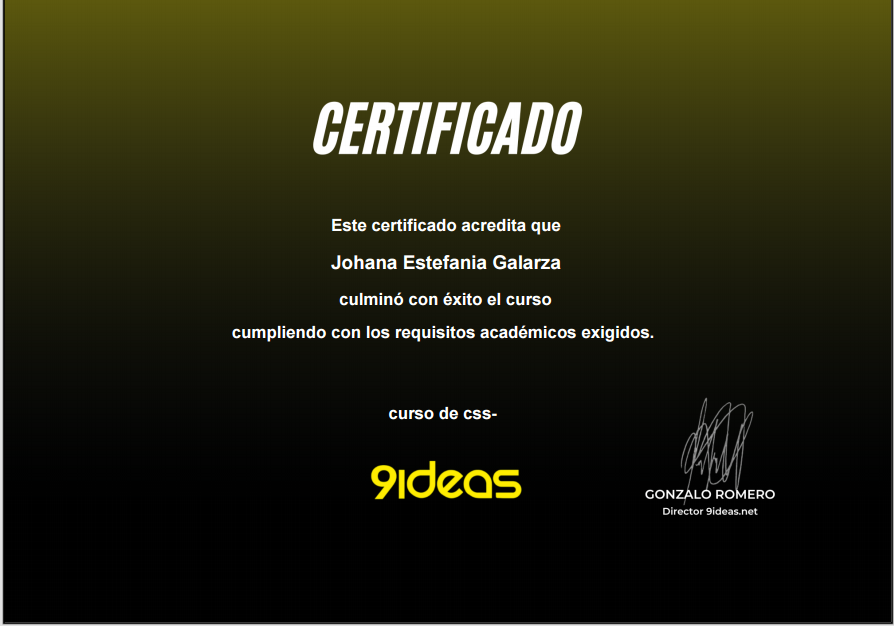 CERTIFICADO
Este certificado acredita que
Johana Estefania Galarza
culminó con éxito el curso
cumpliendo con los requisitos académicos exigidos.
curso de css-
9ideas
GONZALO ROMERO
Director 9ideas.net